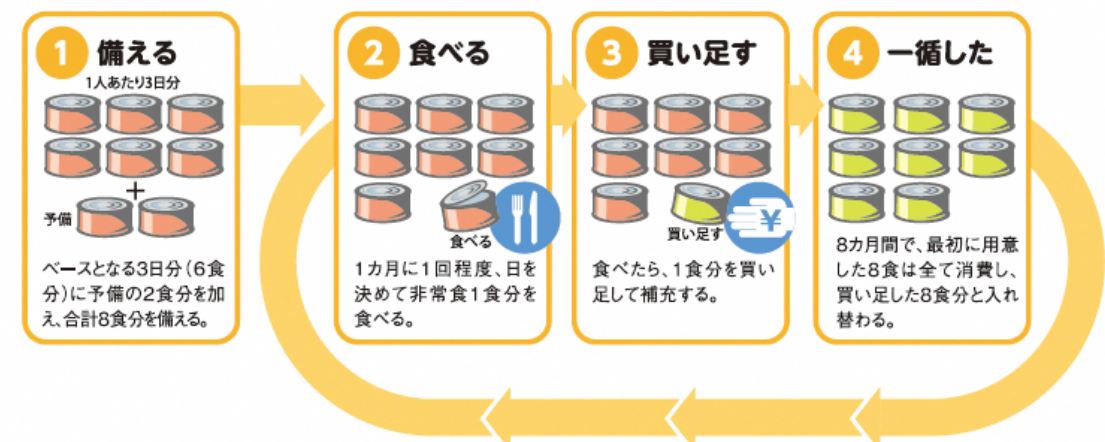 1 備える
1人あたり3日分
+
予備
ベースとなる3日分（6食
分）に予備の2食分を加
え、合計8食分を備える。
2 食べる
食べる
1カ月に1回程度、日を
決めて非常食1食分を
食べる。
3 買い足す
買い足す
¥
食べたら、1食分を買い
足して補充する。
4 一循した
8カ月間で、最初に用意
した8食は全て消費し、
買い足した8食分と入れ
替わる。